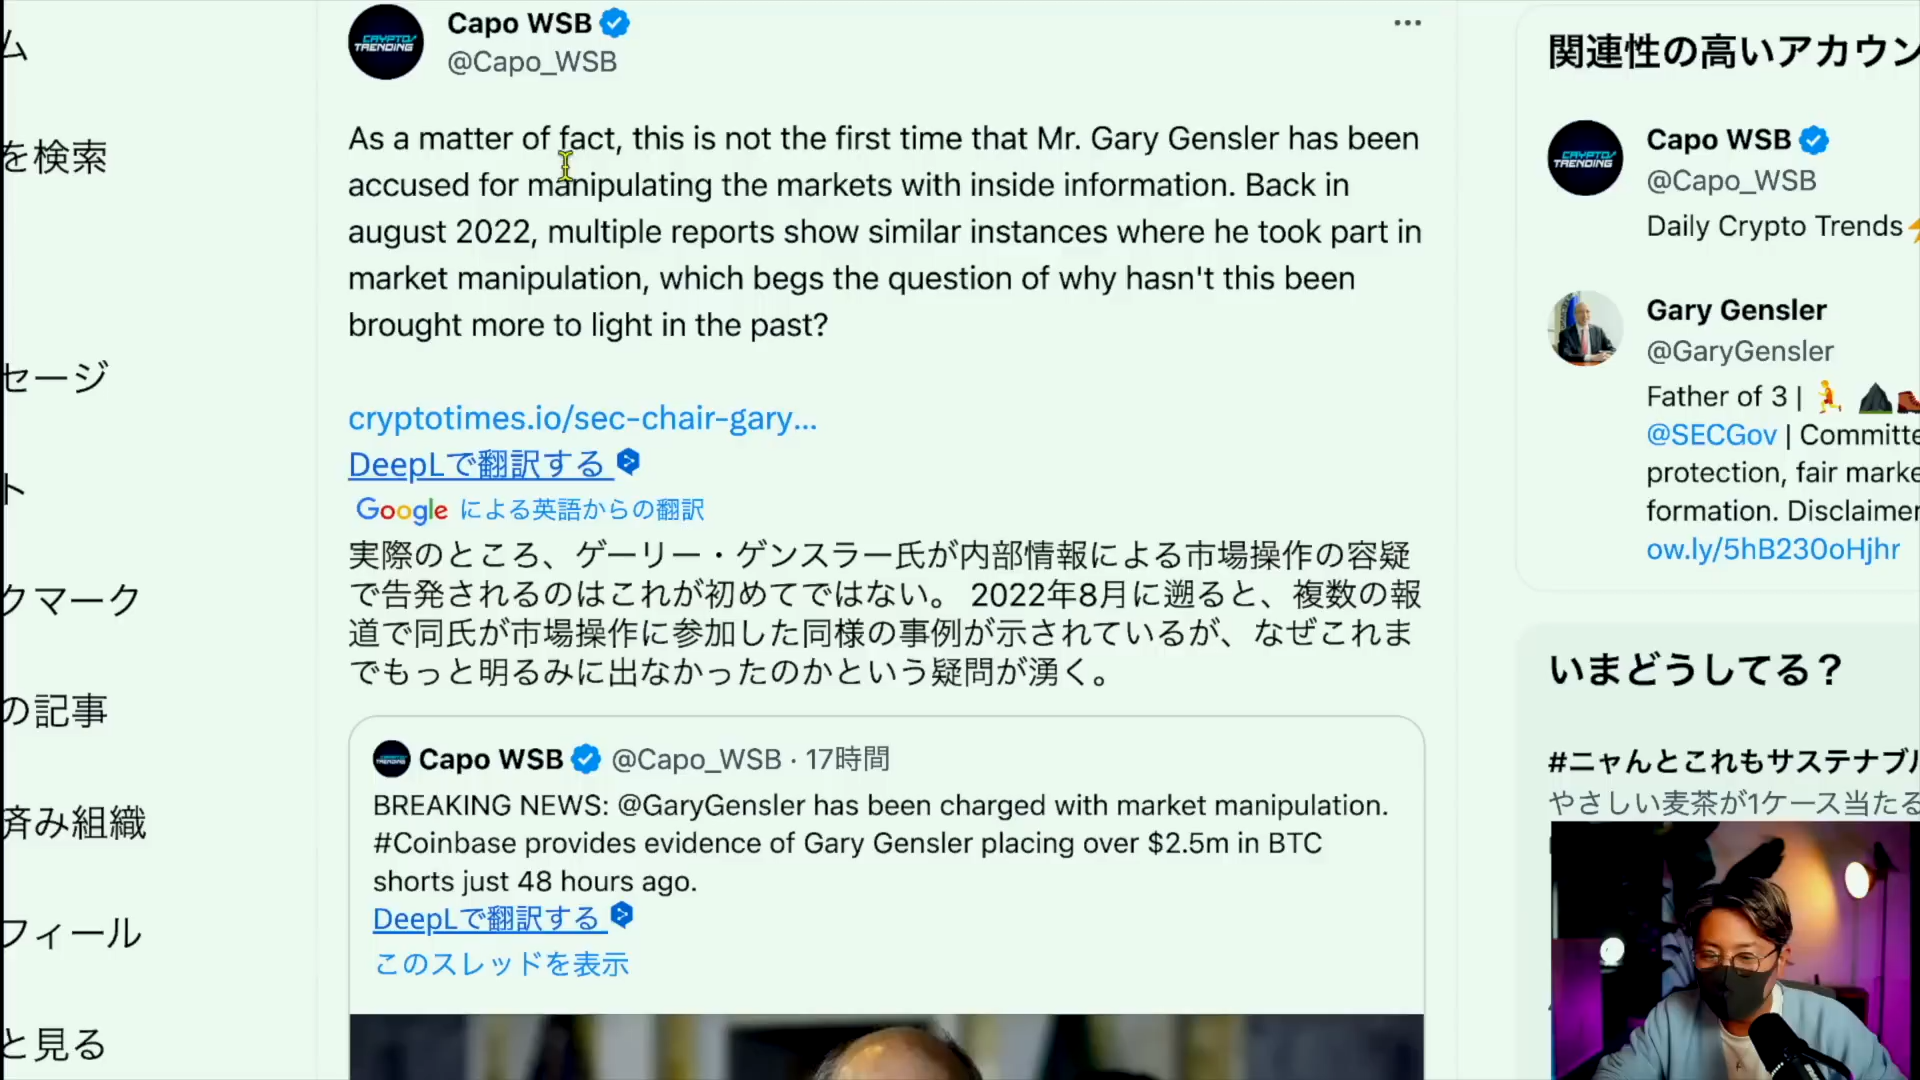 ム
を検索
セージ
ト
クマーク
の記事
済み組織
フィール
と見る
CRYPTO/
TRENDING
Capo WSB
@Capo_WSB
As a matter of fact, this is not the first time that Mr. Gary Gensler has been
accused for manipulating the markets with inside information. Back in
august 2022, multiple reports show similar instances where he took part in
market manipulation, which begs the question of why hasn't this been
brought more to light in the past?
cryptotimes.io/sec-chair-gary...
DeepLで翻訳する
Google による英語からの翻訳
実際のところ、ゲーリー・ゲンスラー氏が内部情報による市場操作の容疑
で告発されるのはこれが初めてではない。 2022年8月に遡ると、複数の報
道で同氏が市場操作に参加した同様の事例が示されているが、なぜこれま
でもっと明るみに出なかったのかという疑問が湧く。
Capo WSB @Capo_WSB · 17時間
BREAKING NEWS: @GaryGensler has been charged with market manipulation.
#Coinbase provides evidence of Gary Gensler placing over $2.5m in BTC
shorts just 48 hours ago.
DeepLで翻訳する
このスレッドを表示
関連性の高いアカウン
CRYPTO/
TRENDING
Capo WSB
@Capo_WSB
Daily Crypto Trends
Gary Gensler
@GaryGensler
Father of 3 |
@SECGov | Committe
protection, fair marke
formation. Disclaimer
ow.ly/5hB230oHjhr
いまどうしてる？
#ニャんとこれもサステナブル
やさしい麦茶が1ケース当たる